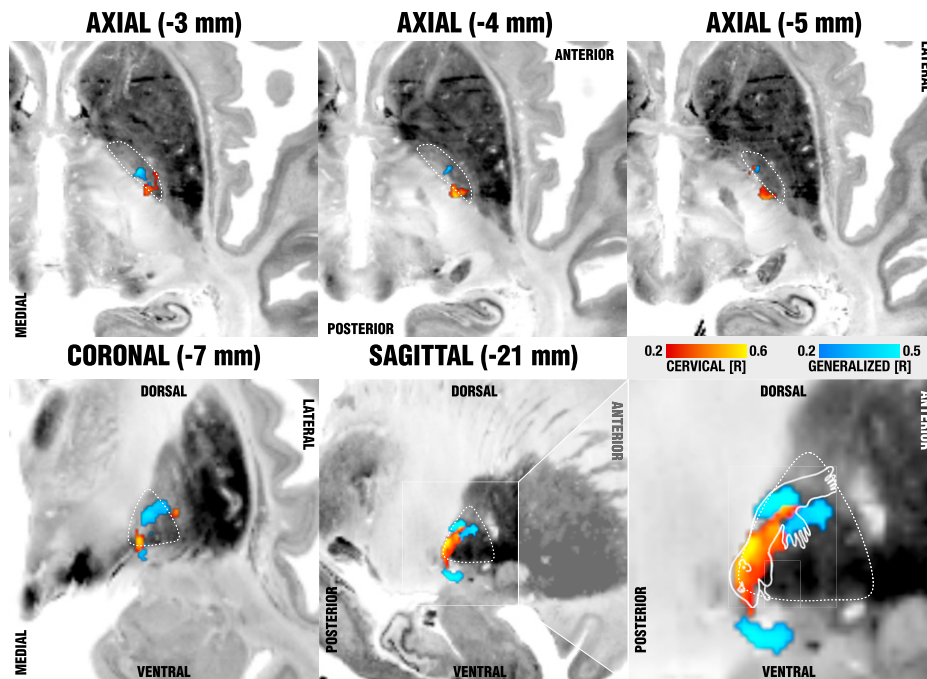 AXIAL (-3 mm)
AXIAL (-4 mm)
AXIAL (-5 mm)
ANTERIOR
LATERAL
MEDIAL
POSTERIOR
CORONAL (-7 mm)
SAGITTAL (-21 mm)
0.2 0.6
CERVICAL [R]
0.2 0.5
GENERALIZED [R]
DORSAL
LATERAL
MEDIAL
VENTRAL
DORSAL
ANTERIOR
POSTERIOR
VENTRAL
DORSAL
ANTERIOR
POSTERIOR
VENTRAL